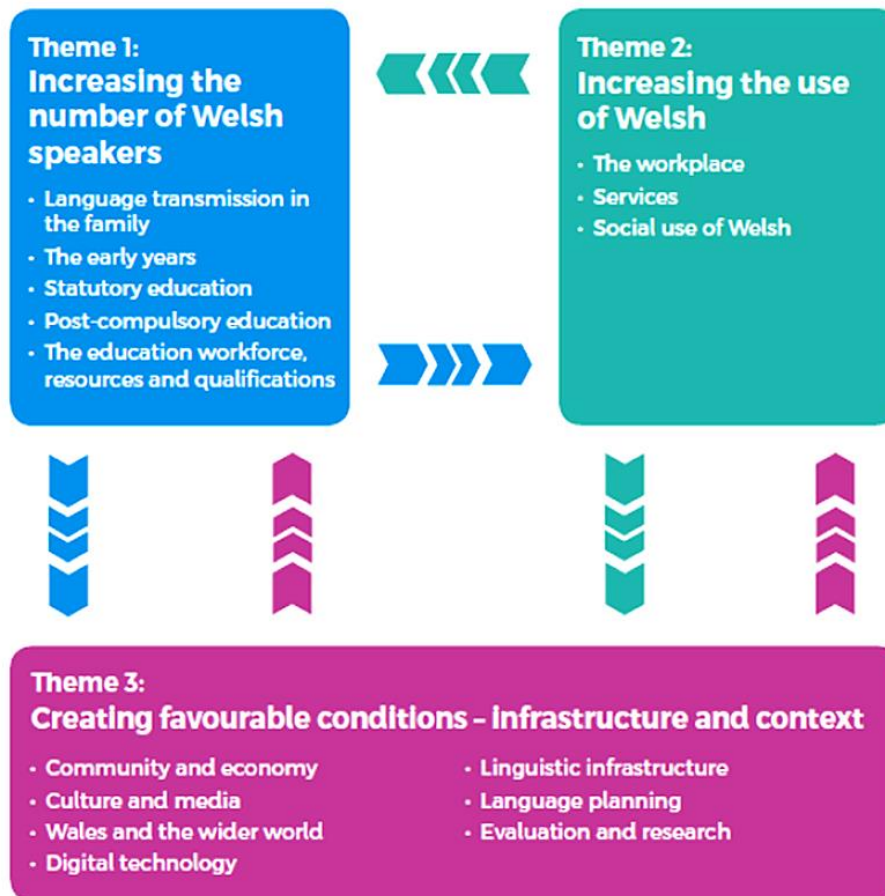 Theme 1:
Increasing the
number of Welsh
speakers
• Language transmission in
the family
• The early years
• Statutory education
• Post-compulsory education
• The education workforce,
resources and qualifications
Theme 2:
Increasing the use
of Welsh
• The workplace
• Services
• Social use of Welsh
Theme 3:
Creating favourable conditions – infrastructure and context
• Community and economy
• Culture and media
• Wales and the wider world
• Digital technology
• Linguistic infrastructure
• Language planning
• Evaluation and research